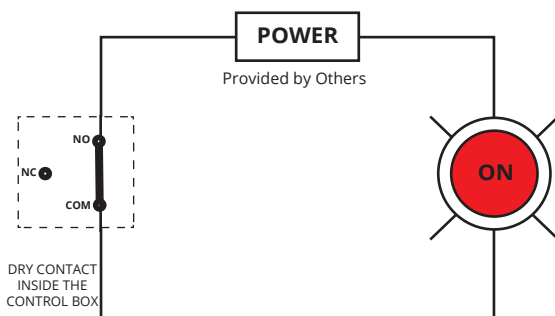 POWER
Provided by Others
NO
NC
COM
ON
DRY CONTACT
INSIDE THE
CONTROL BOX